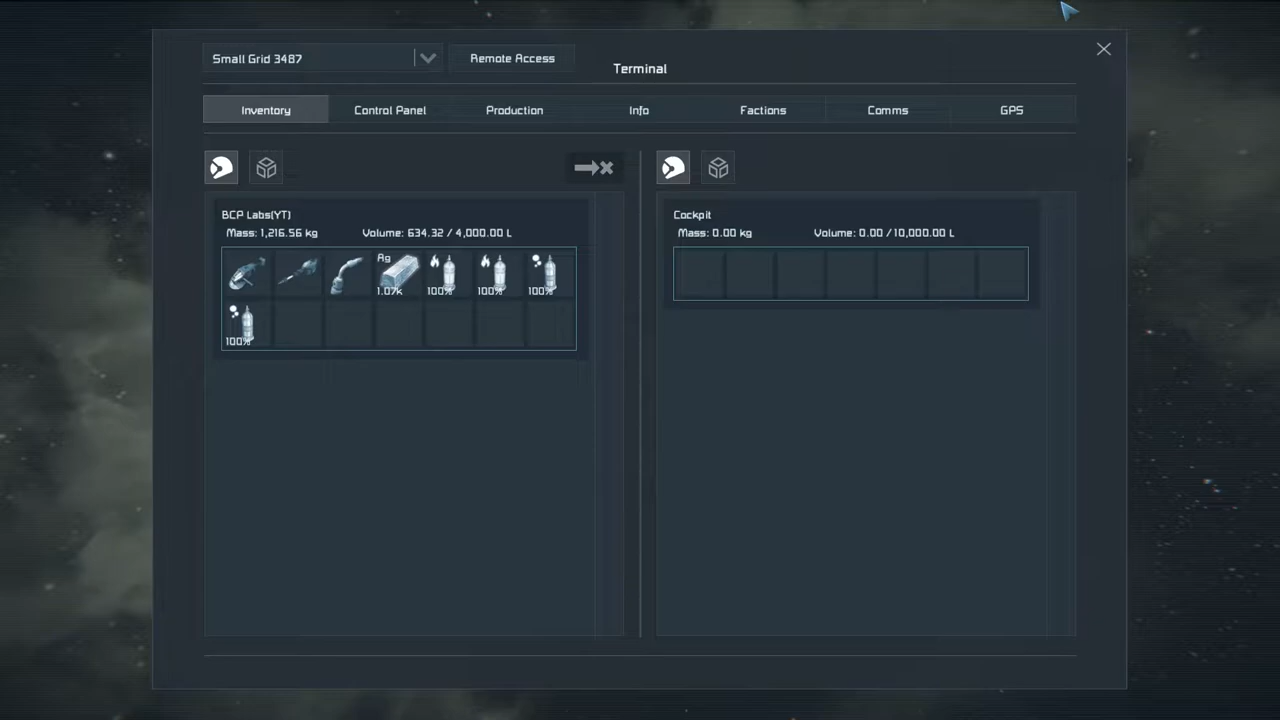 Small Grid 3487
Remote Access
Terminal
Inventory
Control Panel
Production
Info
Factions
Comms
GPS
BCP Labs(YT)
Mass: 1,216.56 kg
Volume: 634.32 / 4,000.00 L
Ag
1.07k
100%
100%
100%
100%
Cockpit
Mass: 0.00 kg
Volume: 0.00 / 10,000.00 L